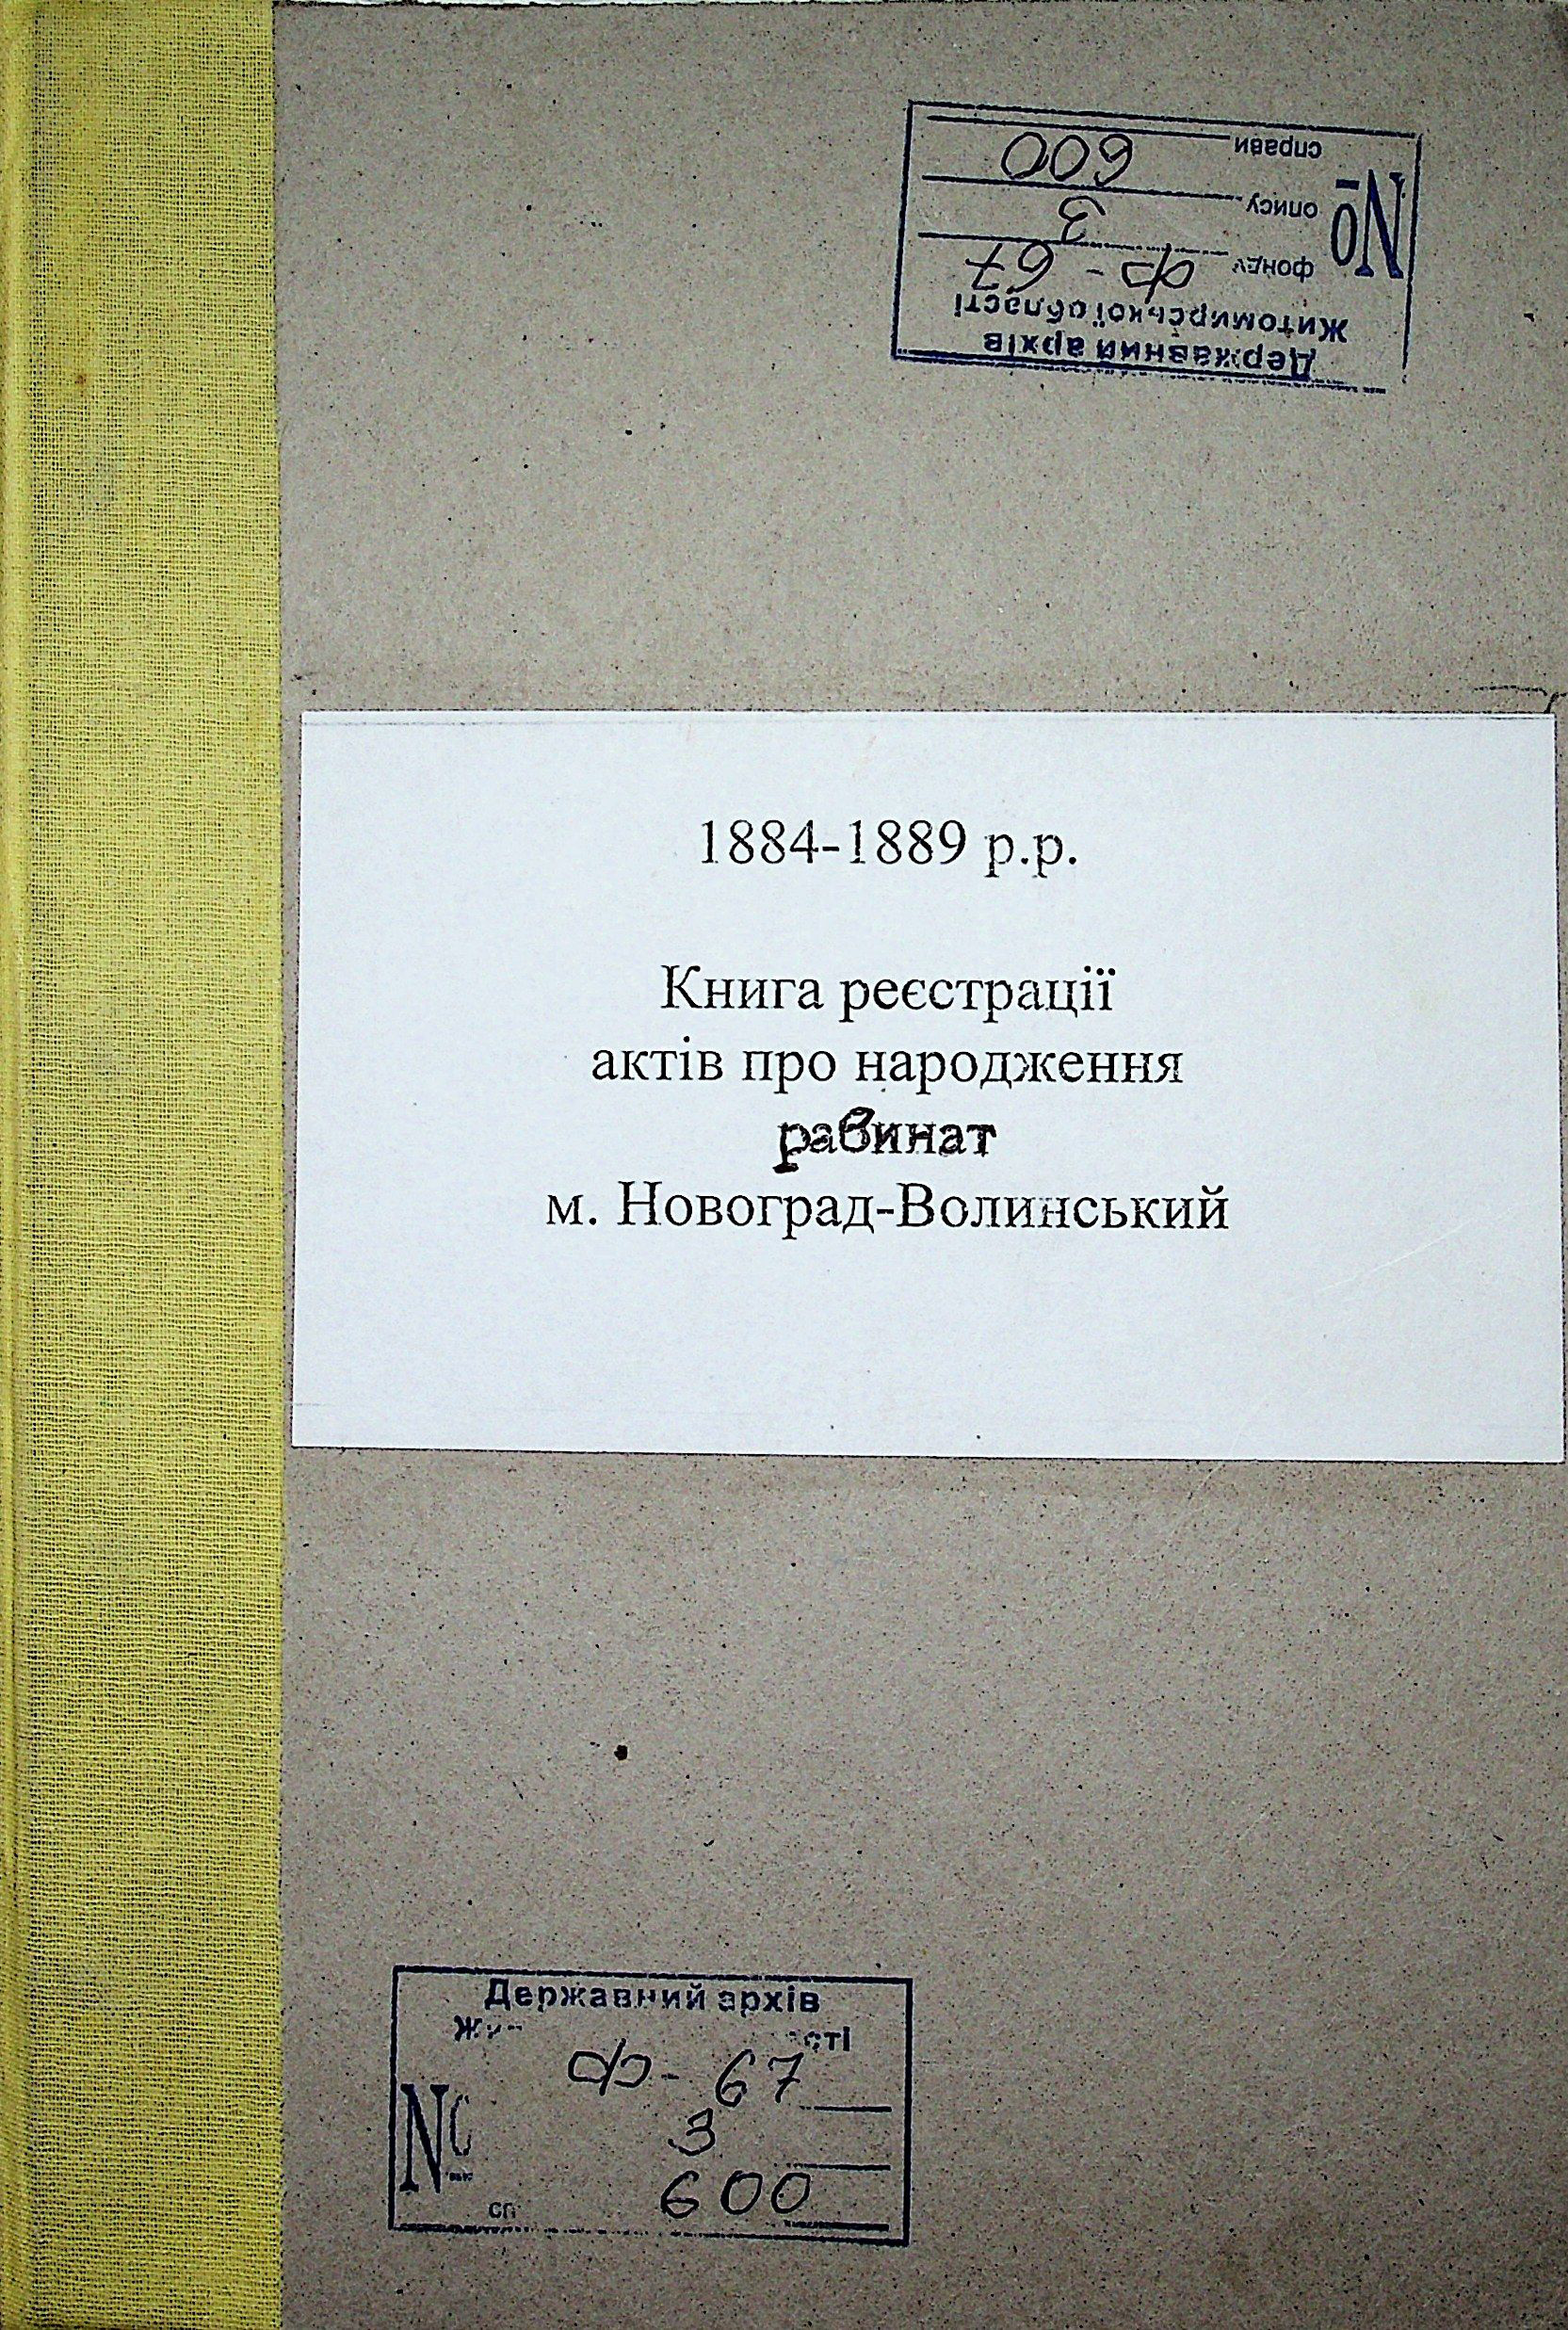 справи 600
опису 3
№
фонду Ф-67
Житомирської області
Державний архів
1884-1889 р.р.
Книга реєстрації
актів про народження
рабинат
м. Новоград-Волинський
Державний архів
Ф-67
3
600